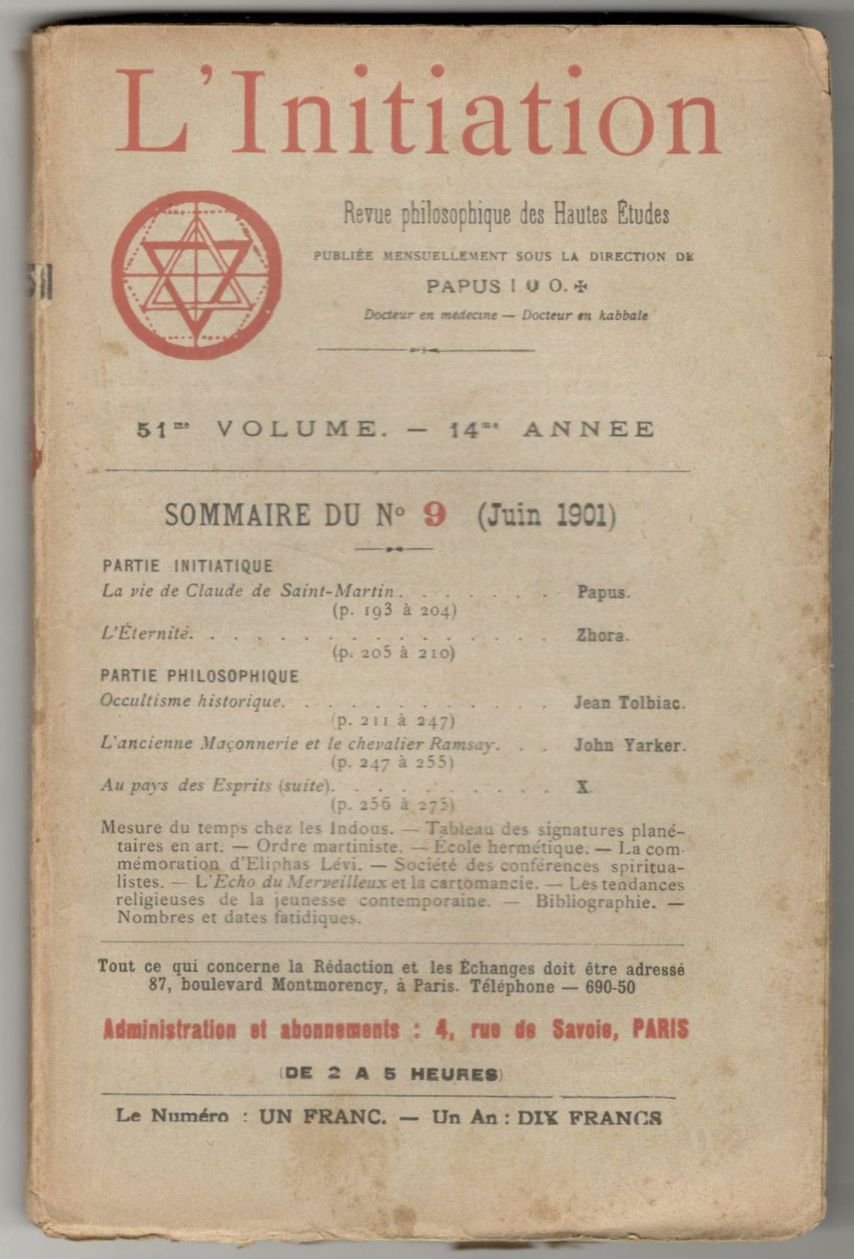 L'Initiation
Revue philosophique des Hautes Études
PUBLIÉE MENSUELLEMENT SOUS LA DIRECTION DE
PAPUS I O.✠
Docteur en médecine — Docteur en kabbale
51me VOLUME. — 14me ANNEE
SOMMAIRE DU No 9 (Juin 1901)
PARTIE INITIATIQUE
La vie de Claude de Saint-Martin. . . . . . . . Papus.
(p. 193 à 204)
L'Éternité. . . . . . . . . . . . . . . . Zhora.
(p. 205 à 210)
PARTIE PHILOSOPHIQUE
Occultisme historique. . . . . . . . . . . . Jean Tolbiac.
(p. 211 à 247)
L'ancienne Maçonnerie et le chevalier Ramsay. . . John Yarker.
(p. 247 à 255)
Au pays des Esprits (suite). . . . . . . . . . X.
(p. 256 à 275)
Mesure du temps chez les Indous. — Tableau des signatures plané-
taires en art. — Ordre martiniste. — École hermétique. — La com-
mémoration d'Eliphas Lévi. — Société des conférences spiritua-
listes. — L'Echo du Merveilleux et la cartomancie. — Les tendances
religieuses de la jeunesse contemporaine. — Bibliographie. —
Nombres et dates fatidiques.
Tout ce qui concerne la Rédaction et les Échanges doit être adressé
87, boulevard Montmorency, à Paris. Téléphone — 690-50
Administration et abonnements : 4, rue de Savoie, PARIS
(DE 2 A 5 HEURES)
Le Numéro : UN FRANC. — Un An : DIX FRANCS